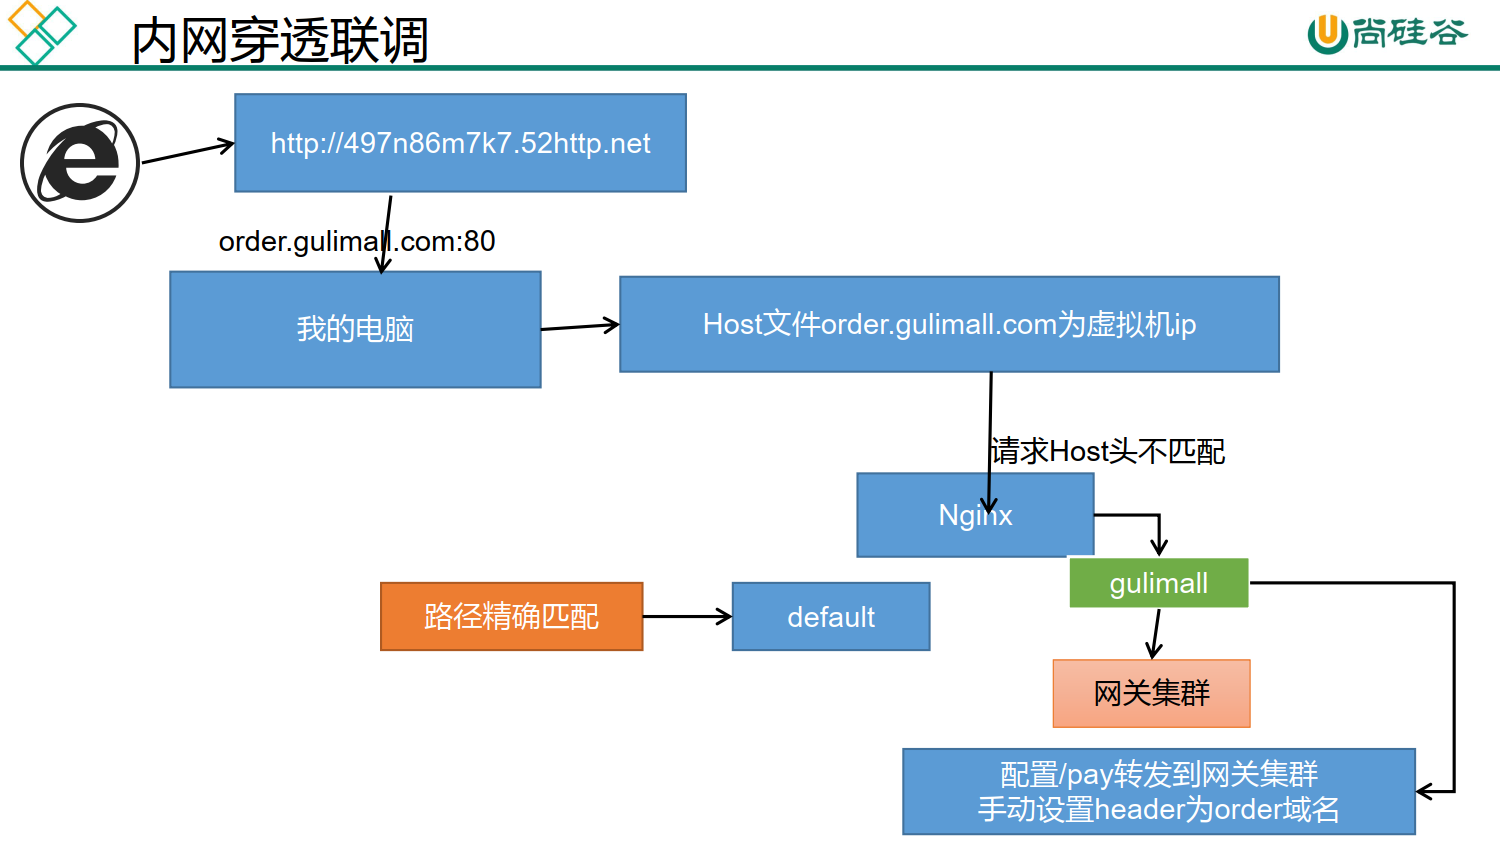 内网穿透联调
尚硅谷
http://497n86m7k7.52http.net
order.gulimall.com:80
我的电脑
Host文件order.gulimall.com为虚拟机ip
请求Host头不匹配
Nginx
gulimall
路径精确匹配
default
网关集群
配置/pay转发到网关集群
手动设置header为order域名